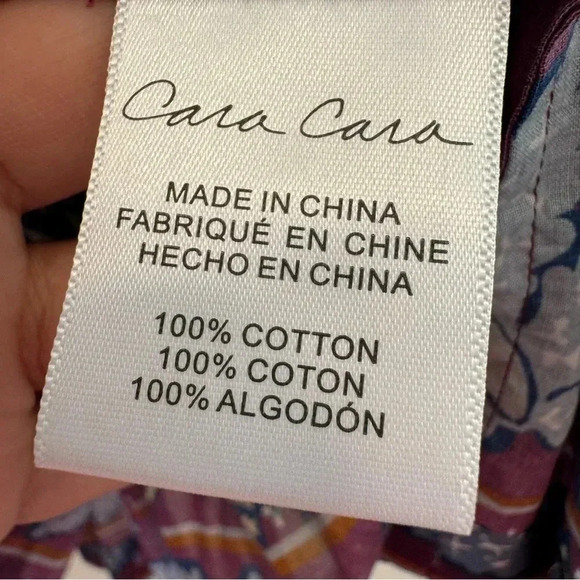 Cara Cara
MADE IN CHINA
FABRIQUÉ EN CHINE
HECHO EN CHINA
100% COTTON
100% COTON
100% ALGODÓN